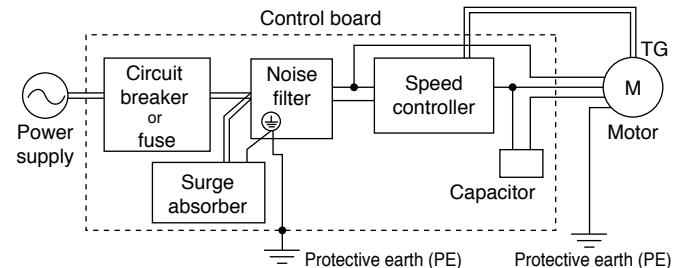 Control board
TG
Circuit
breaker
or
fuse
Noise
filter
Speed
controller
M
Power
supply
Motor
Surge
absorber
Capacitor
Protective earth (PE)
Protective earth (PE)